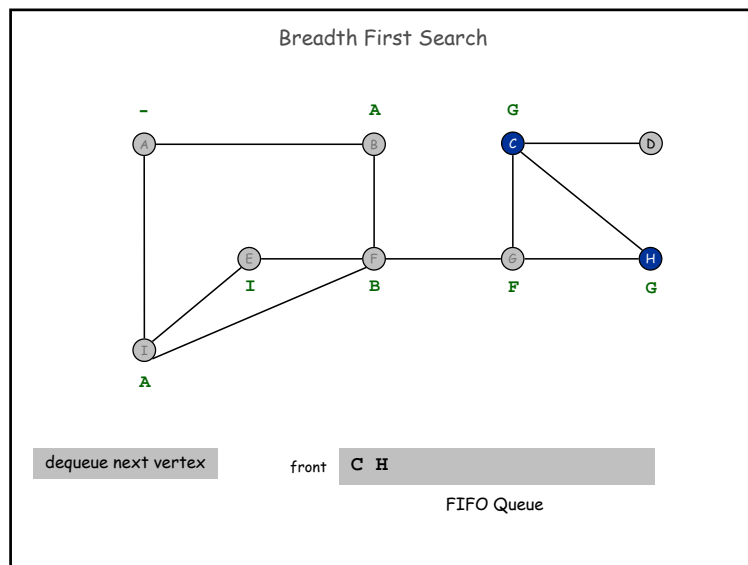 Breadth First Search
- A G
A B C D
E F G H
I B F G
I
A
dequeue next vertex front C H
FIFO Queue